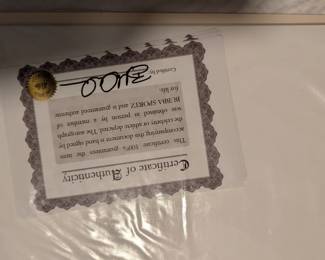 Certificate of Authenticity
This certificate 100% guarantees the item
accompanying this document is hand signed by
the celebrity or athlete depicted. The autograph
was obtained in person by a member of
BUBBA SPORTZ and is guaranteed authentic
for life.
Certified by: